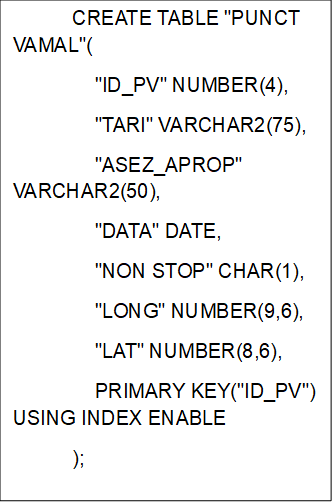 CREATE TABLE "PUNCT
VAMAL"(
"ID_PV" NUMBER(4),
"TARI" VARCHAR2(75),
"ASEZ_APROP"
VARCHAR2(50),
"DATA" DATE,
"NON STOP" CHAR(1),
"LONG" NUMBER(9,6),
"LAT" NUMBER(8,6),
PRIMARY KEY("ID_PV")
USING INDEX ENABLE
);